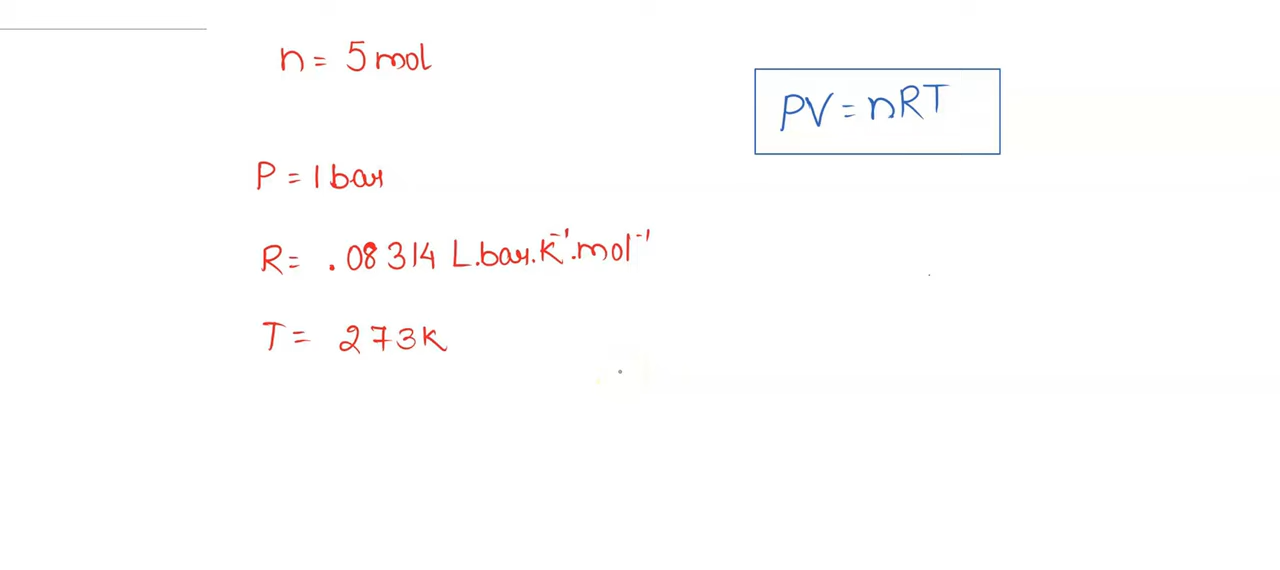 n = 5 mol
PV = nRT
P = 1 bar
R = .08314 L.bar.K⁻¹.mol⁻¹
T = 273K